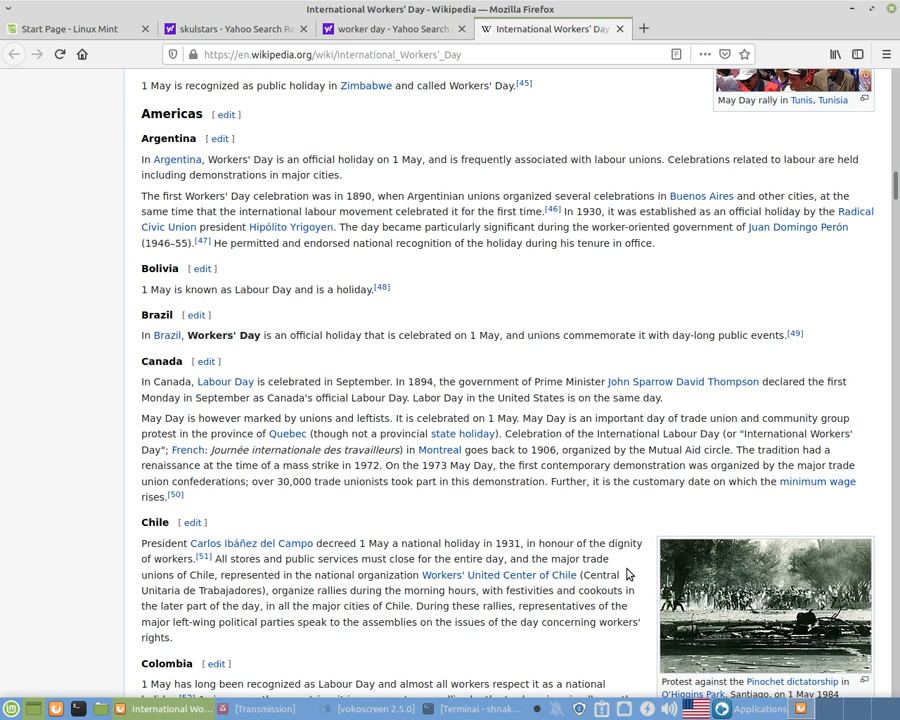 International Workers' Day - Wikipedia — Mozilla Firefox
Start Page - Linux Mint
skulstars - Yahoo Search R
worker day - Yahoo Search
International Workers' Day
https://en.wikipedia.org/wiki/International_Workers'_Day
1 May is recognized as public holiday in Zimbabwe and called Workers' Day.[45]
May Day rally in Tunis, Tunisia
Americas [ edit ]
Argentina [ edit ]
In Argentina, Workers' Day is an official holiday on 1 May, and is frequently associated with labour unions. Celebrations related to labour are held
including demonstrations in major cities.
The first Workers' Day celebration was in 1890, when Argentinian unions organized several celebrations in Buenos Aires and other cities, at the
same time that the international labour movement celebrated it for the first time.[46] In 1930, it was established as an official holiday by the Radical
Civic Union president Hipólito Yrigoyen. The day became particularly significant during the worker-oriented government of Juan Domingo Perón
(1946–55).[47] He permitted and endorsed national recognition of the holiday during his tenure in office.
Bolivia [ edit ]
1 May is known as Labour Day and is a holiday.[48]
Brazil [ edit ]
In Brazil, Workers' Day is an official holiday that is celebrated on 1 May, and unions commemorate it with day-long public events.[49]
Canada [ edit ]
In Canada, Labour Day is celebrated in September. In 1894, the government of Prime Minister John Sparrow David Thompson declared the first
Monday in September as Canada's official Labour Day. Labor Day in the United States is on the same day.
May Day is however marked by unions and leftists. It is celebrated on 1 May. May Day is an important day of trade union and community group
protest in the province of Quebec (though not a provincial state holiday). Celebration of the International Labour Day (or "International Workers'
Day"; French: Journée internationale des travailleurs) in Montreal goes back to 1906, organized by the Mutual Aid circle. The tradition had a
renaissance at the time of a mass strike in 1972. On the 1973 May Day, the first contemporary demonstration was organized by the major trade
union confederations; over 30,000 trade unionists took part in this demonstration. Further, it is the customary date on which the minimum wage
rises.[50]
Chile [ edit ]
President Carlos Ibáñez del Campo decreed 1 May a national holiday in 1931, in honour of the dignity
of workers.[51] All stores and public services must close for the entire day, and the major trade
unions of Chile, represented in the national organization Workers' United Center of Chile (Central
Unitaria de Trabajadores), organize rallies during the morning hours, with festivities and cookouts in
the later part of the day, in all the major cities of Chile. During these rallies, representatives of the
major left-wing political parties speak to the assemblies on the issues of the day concerning workers'
rights.
Protest against the Pinochet dictatorship in
O'Higgins Park, Santiago, on 1 May 1984
Colombia [ edit ]
1 May has long been recognized as Labour Day and almost all workers respect it as a national
International Wo...
[Transmission]
[vokoscreen 2.5.0]
[Terminal - shnak...
Applications